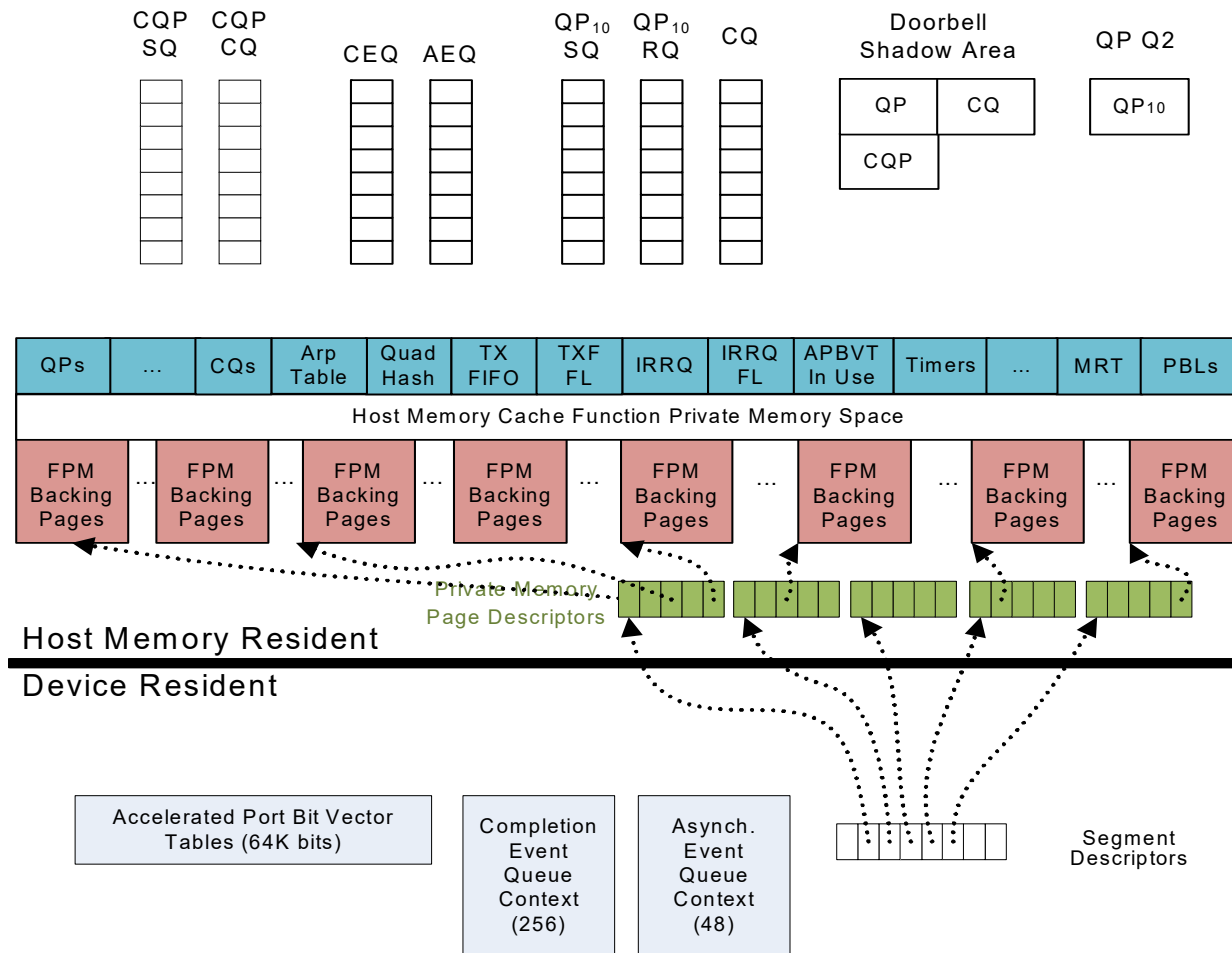 CQP
SQ
CQP
CQ
CEQ
AEQ
QP₁₀
SQ
QP₁₀
RQ
CQ
Doorbell
Shadow Area
QP
CQ
CQP
QP Q2
QP₁₀
QPs
...
CQs
Arp
Table
Quad
Hash
TX
FIFO
TXF
FL
IRRQ
IRRQ
FL
APBVT
In Use
Timers
...
MRT
PBLs
Host Memory Cache Function Private Memory Space
FPM
Backing
Pages
...
FPM
Backing
Pages
...
FPM
Backing
Pages
...
FPM
Backing
Pages
...
FPM
Backing
Pages
...
FPM
Backing
Pages
...
FPM
Backing
Pages
...
FPM
Backing
Pages
Private Memory
Page Descriptors
Host Memory Resident
Device Resident
Accelerated Port Bit Vector
Tables (64K bits)
Completion
Event
Queue
Context
(256)
Asynch.
Event
Queue
Context
(48)
Segment
Descriptors